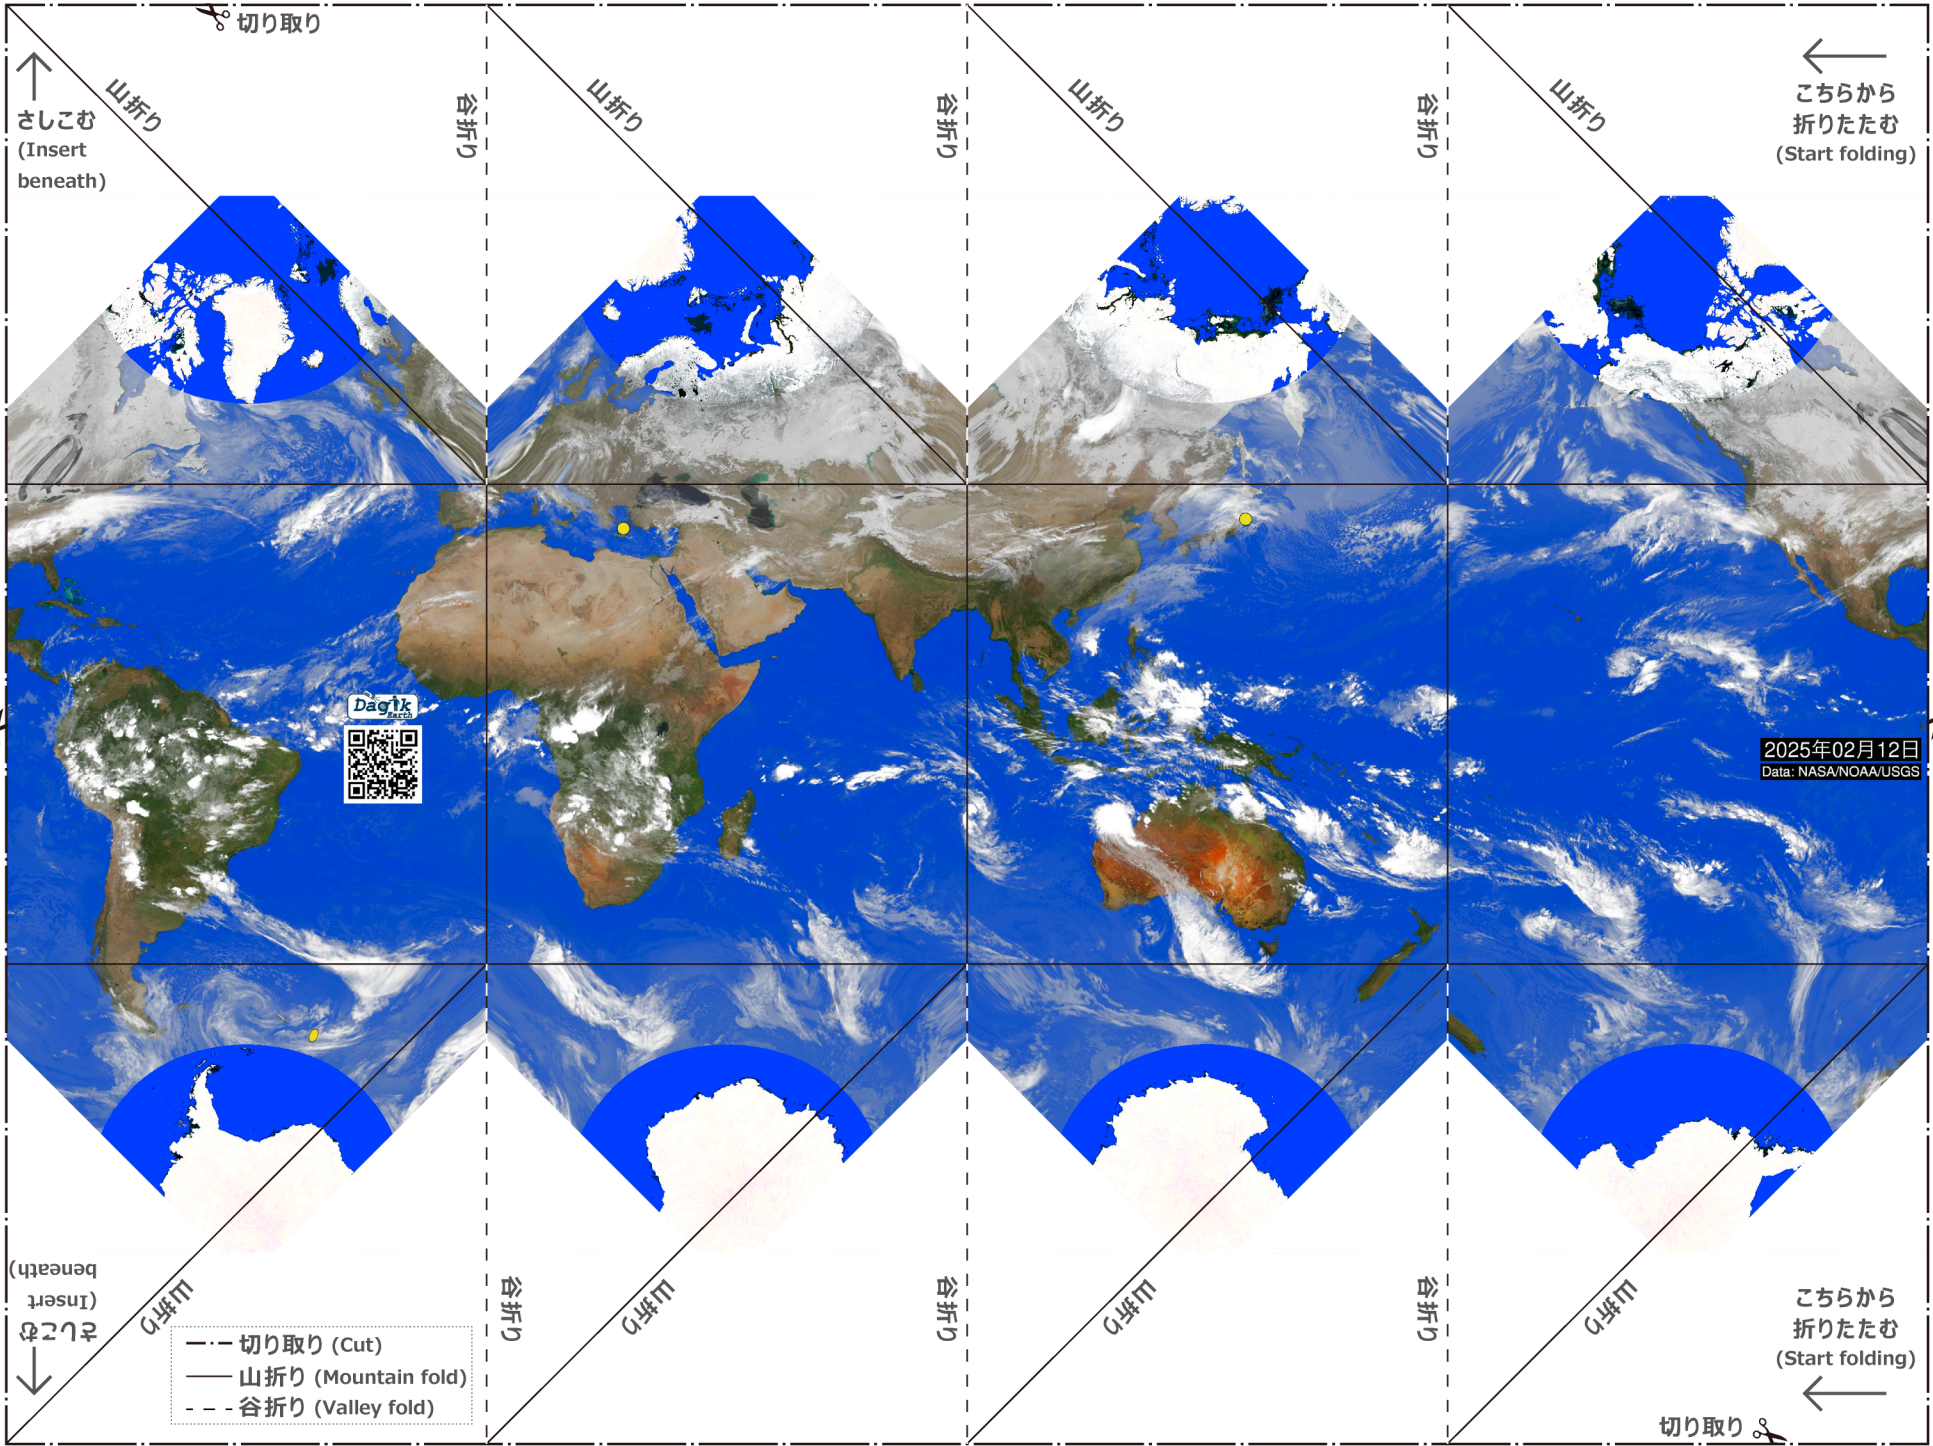 切り取り
山折り
谷折り
山折り
谷折り
山折り
谷折り
山折り
さしこむ
(Insert
beneath)
こちらから
折りたたむ
(Start folding)
Dagik
Earth
2025年02月12日
Data: NASA/NOAA/USGS
さしこむ
(Insert
beneath)
山折り
谷折り
山折り
谷折り
山折り
谷折り
山折り
こちらから
折りたたむ
(Start folding)
切り取り (Cut)
山折り (Mountain fold)
谷折り (Valley fold)
切り取り